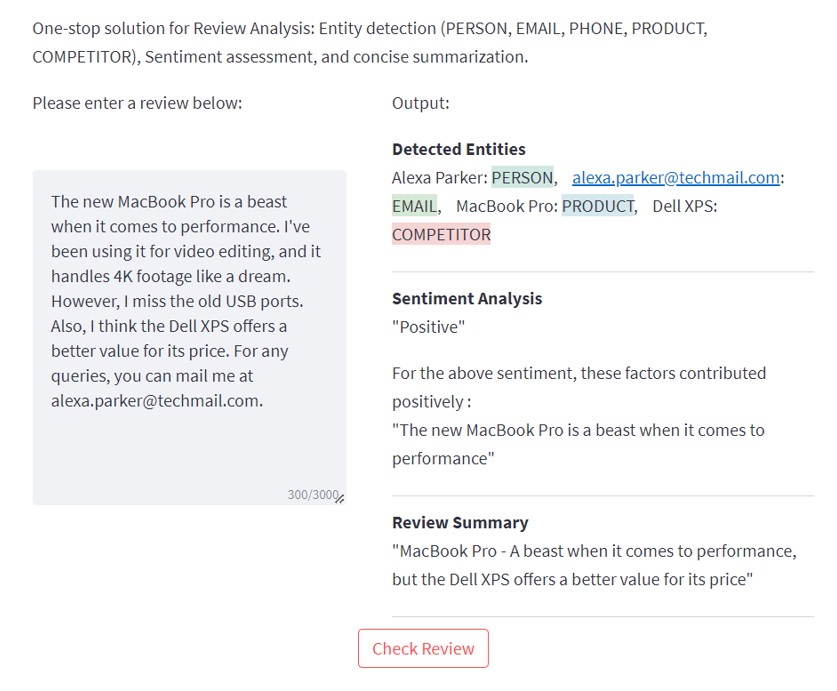 One-stop solution for Review Analysis: Entity detection (PERSON, EMAIL, PHONE, PRODUCT,
COMPETITOR), Sentiment assessment, and concise summarization.
Please enter a review below:
The new MacBook Pro is a beast
when it comes to performance. I've
been using it for video editing, and it
handles 4K footage like a dream.
However, I miss the old USB ports.
Also, I think the Dell XPS offers a
better value for its price. For any
queries, you can mail me at
alexa.parker@techmail.com.
300/3000
Output:
Detected Entities
Alexa Parker: PERSON, alexa.parker@techmail.com:
EMAIL, MacBook Pro: PRODUCT, Dell XPS:
COMPETITOR
Sentiment Analysis
"Positive"
For the above sentiment, these factors contributed
positively :
"The new MacBook Pro is a beast when it comes to
performance"
Review Summary
"MacBook Pro - A beast when it comes to performance,
but the Dell XPS offers a better value for its price"
Check Review